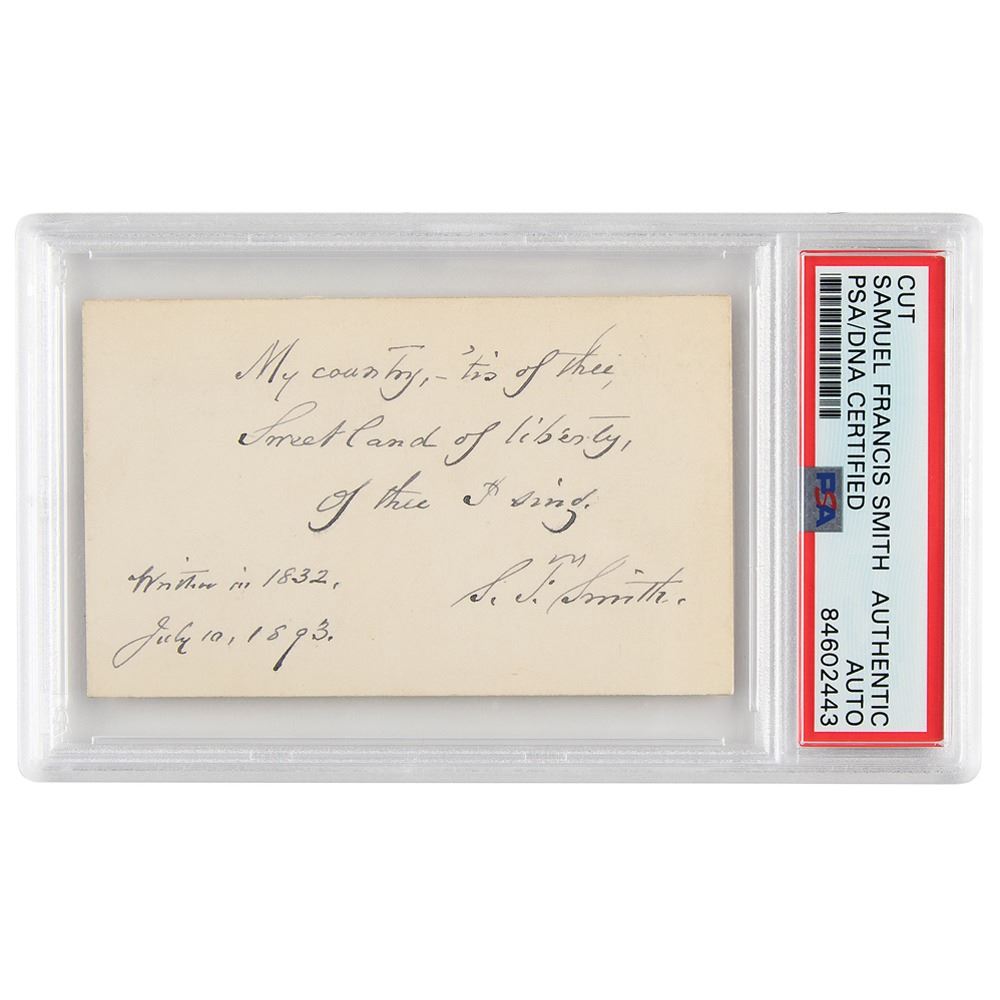 My country, – 'tis of thee,
Sweet land of liberty,
Of thee I sing.
S. F. Smith.
Written in 1832.
July 10, 1893.
CUT
SAMUEL FRANCIS SMITH AUTHENTIC
PSA/DNA CERTIFIED AUTO
84602443
PSA